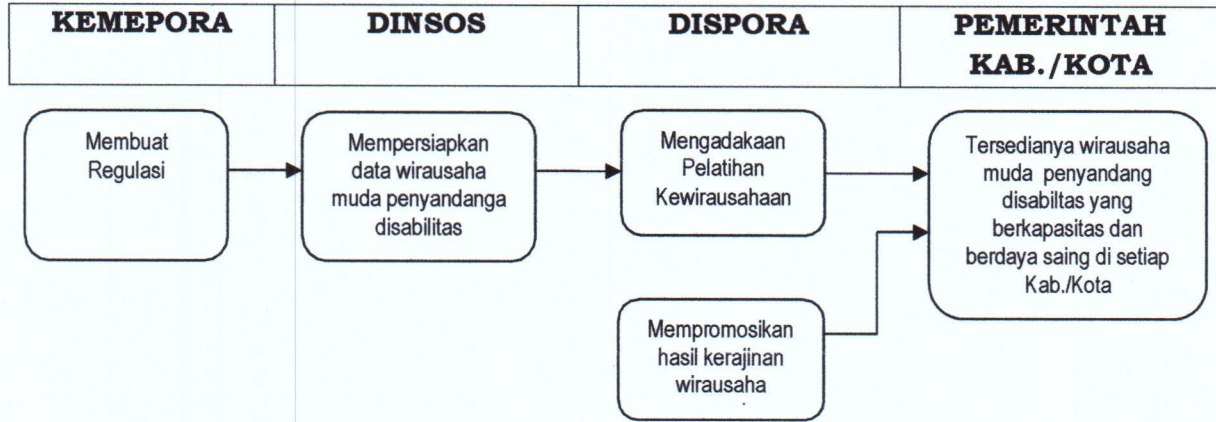 KEMEPORA
DINSOS
DISPORA
PEMERINTAH
KAB./KOTA
Membuat
Regulasi
Mempersiapkan
data wirausaha
muda penyandanga
disabilitas
Mengadakaan
Pelatihan
Kewirausahaan
Tersedianya wirausaha
muda penyandang
disabiltas yang
berkapasitas dan
berdaya saing di setiap
Kab./Kota
Mempromosikan
hasil kerajinan
wirausaha